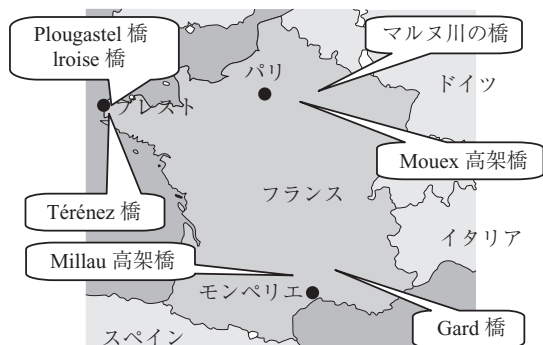 Plougastel 橋
lroise 橋
マルヌ川の橋
パリ
ドイツ
ブレスト
Mouex 高架橋
フランス
Térénez 橋
イタリア
Millau 高架橋
モンペリエ
Gard 橋
スペイン